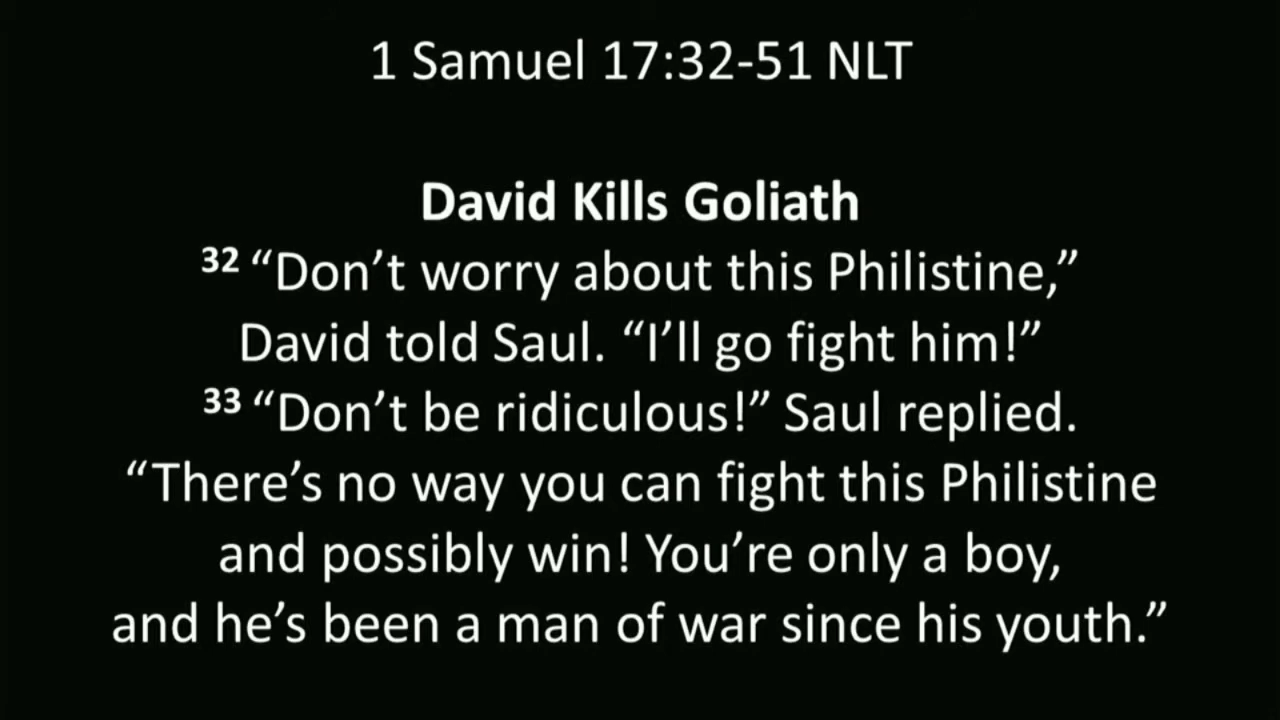 1 Samuel 17:32-51 NLT
David Kills Goliath
32 “Don’t worry about this Philistine,”
David told Saul. “I’ll go fight him!”
33 “Don’t be ridiculous!” Saul replied.
“There’s no way you can fight this Philistine
and possibly win! You’re only a boy,
and he’s been a man of war since his youth.”